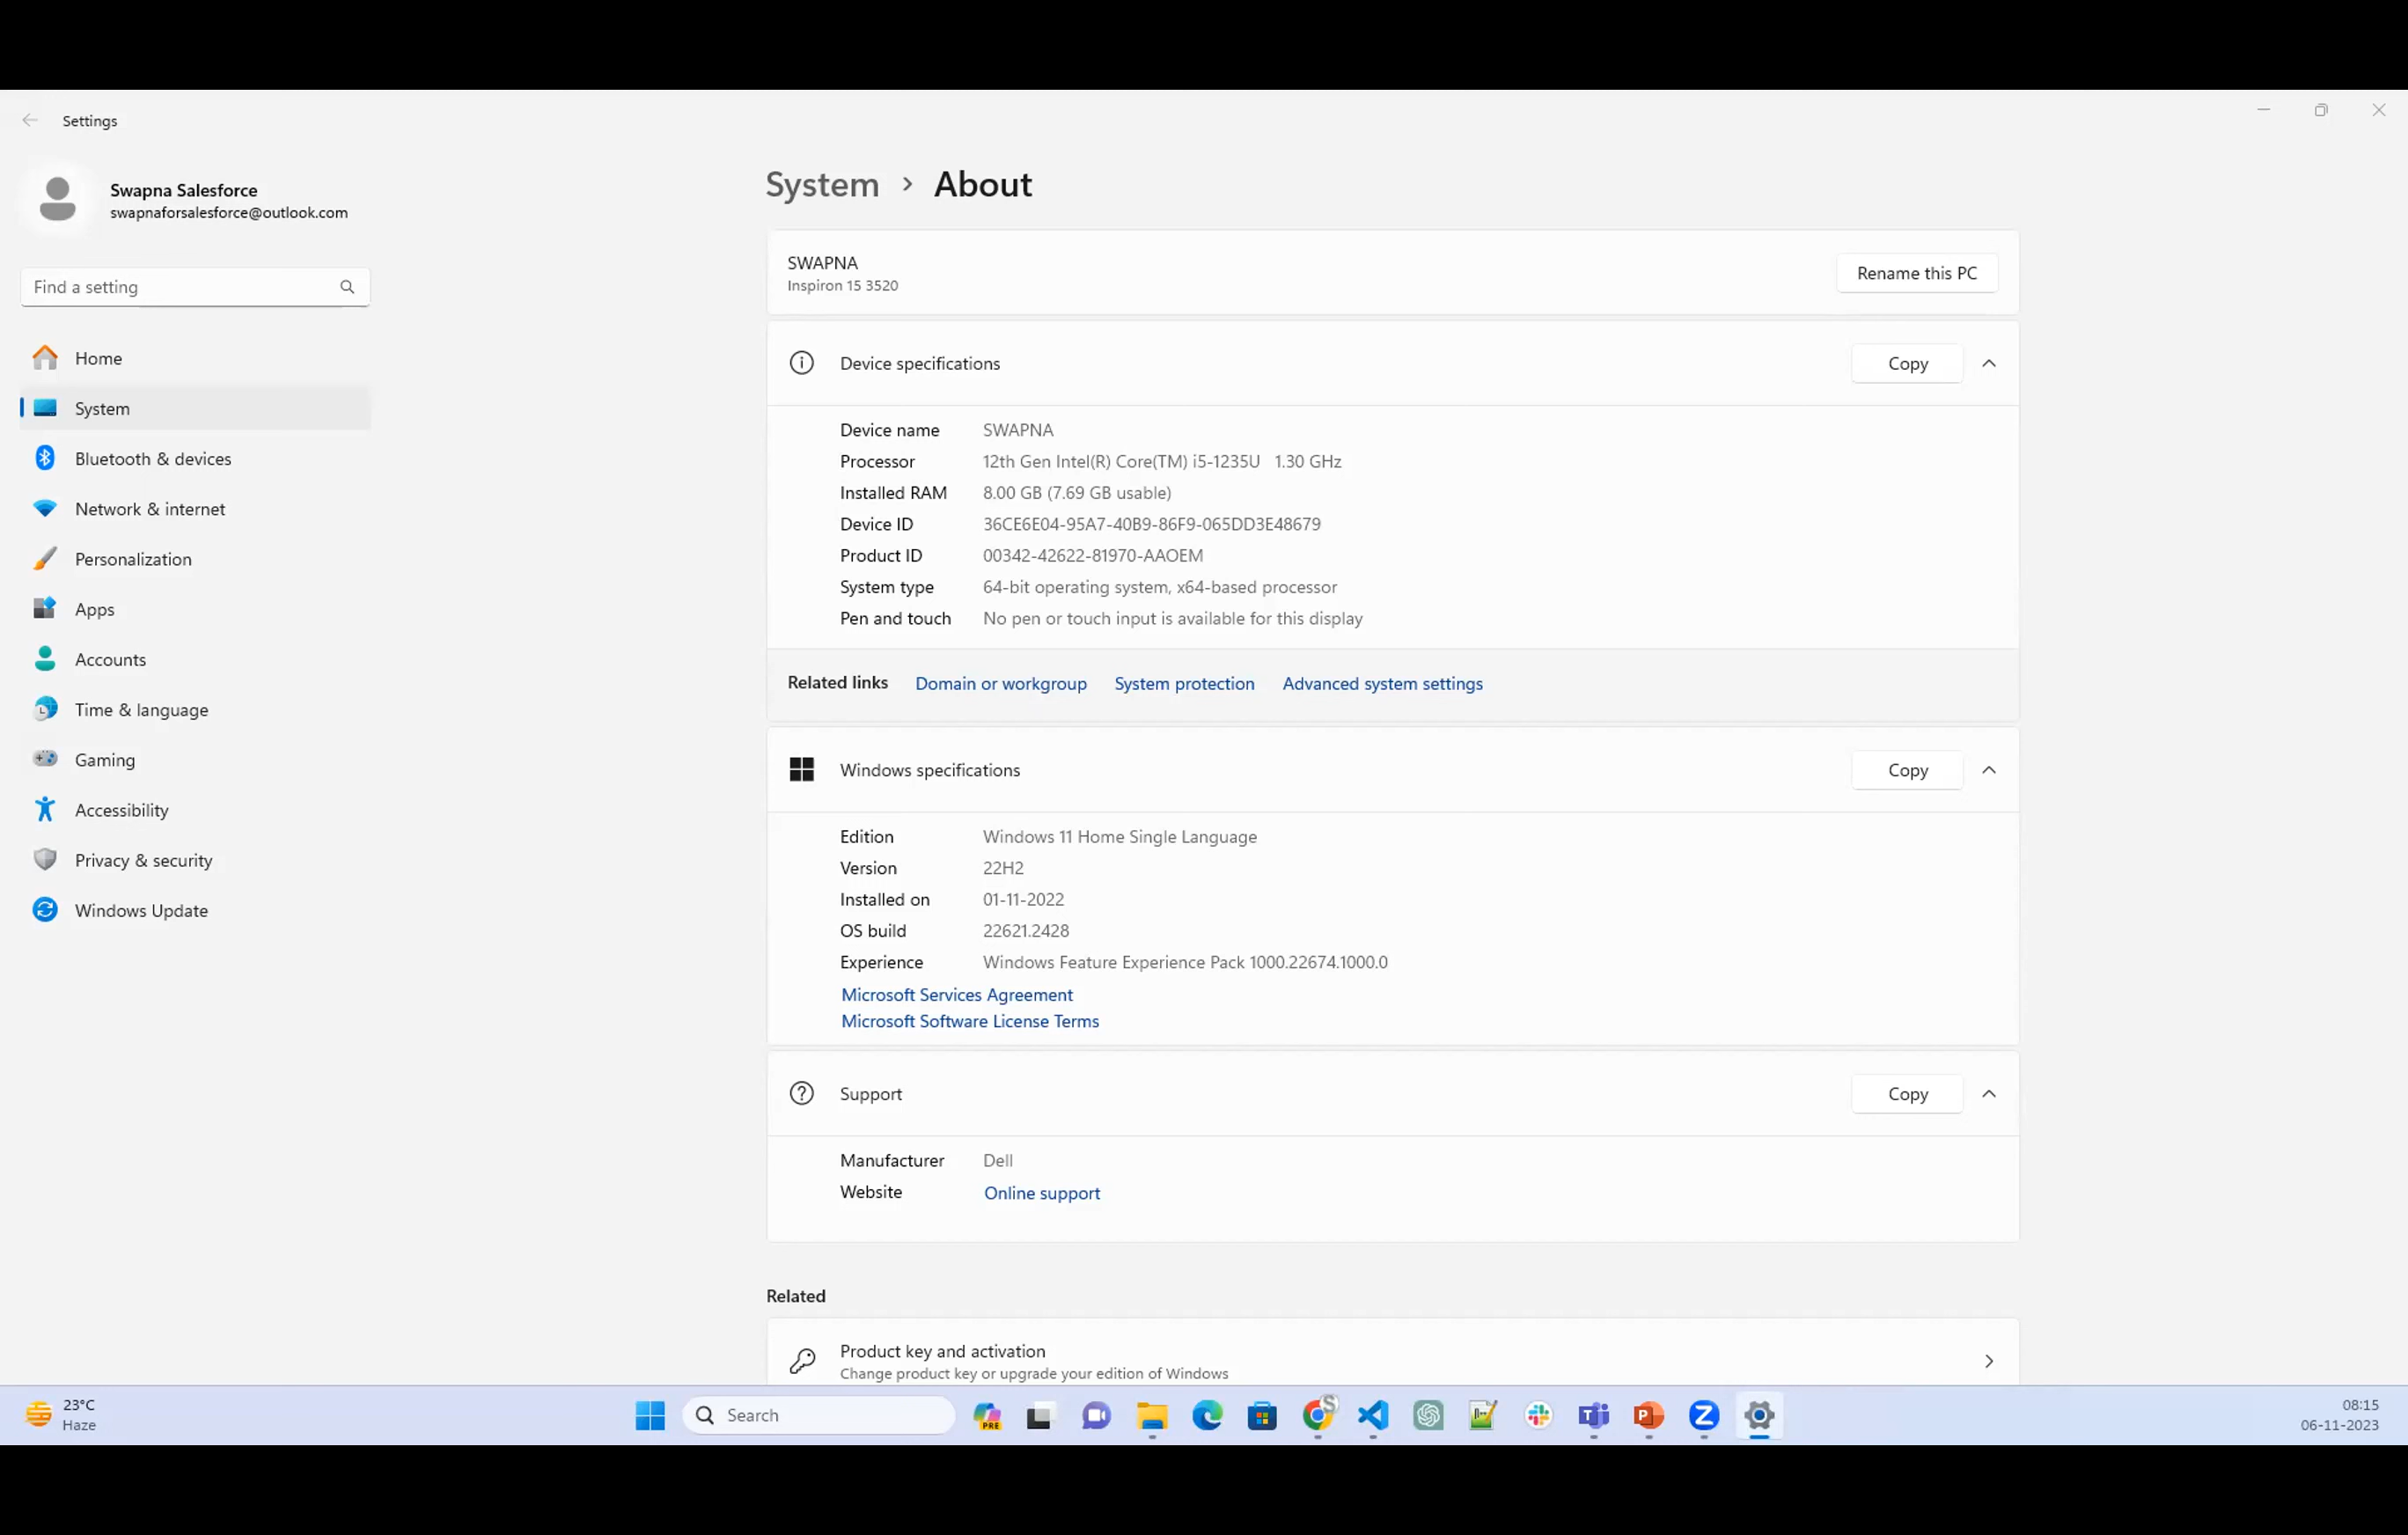 Settings
Swapna Salesforce
swapnaforsalesforce@outlook.com
Find a setting
Home
System
Bluetooth & devices
Network & internet
Personalization
Apps
Accounts
Time & language
Gaming
Accessibility
Privacy & security
Windows Update
System > About
SWAPNA
Inspiron 15 3520
Rename this PC
Device specifications
Copy
Device name SWAPNA
Processor 12th Gen Intel(R) Core(TM) i5-1235U 1.30 GHz
Installed RAM 8.00 GB (7.69 GB usable)
Device ID 36CE6E04-95A7-40B9-86F9-065DD3E48679
Product ID 00342-42622-81970-AAOEM
System type 64-bit operating system, x64-based processor
Pen and touch No pen or touch input is available for this display
Related links Domain or workgroup System protection Advanced system settings
Windows specifications
Copy
Edition Windows 11 Home Single Language
Version 22H2
Installed on 01-11-2022
OS build 22621.2428
Experience Windows Feature Experience Pack 1000.22674.1000.0
Microsoft Services Agreement
Microsoft Software License Terms
Support
Copy
Manufacturer Dell
Website Online support
Related
Product key and activation
Change product key or upgrade your edition of Windows
23°C
Haze
Search
PRE
08:15
06-11-2023